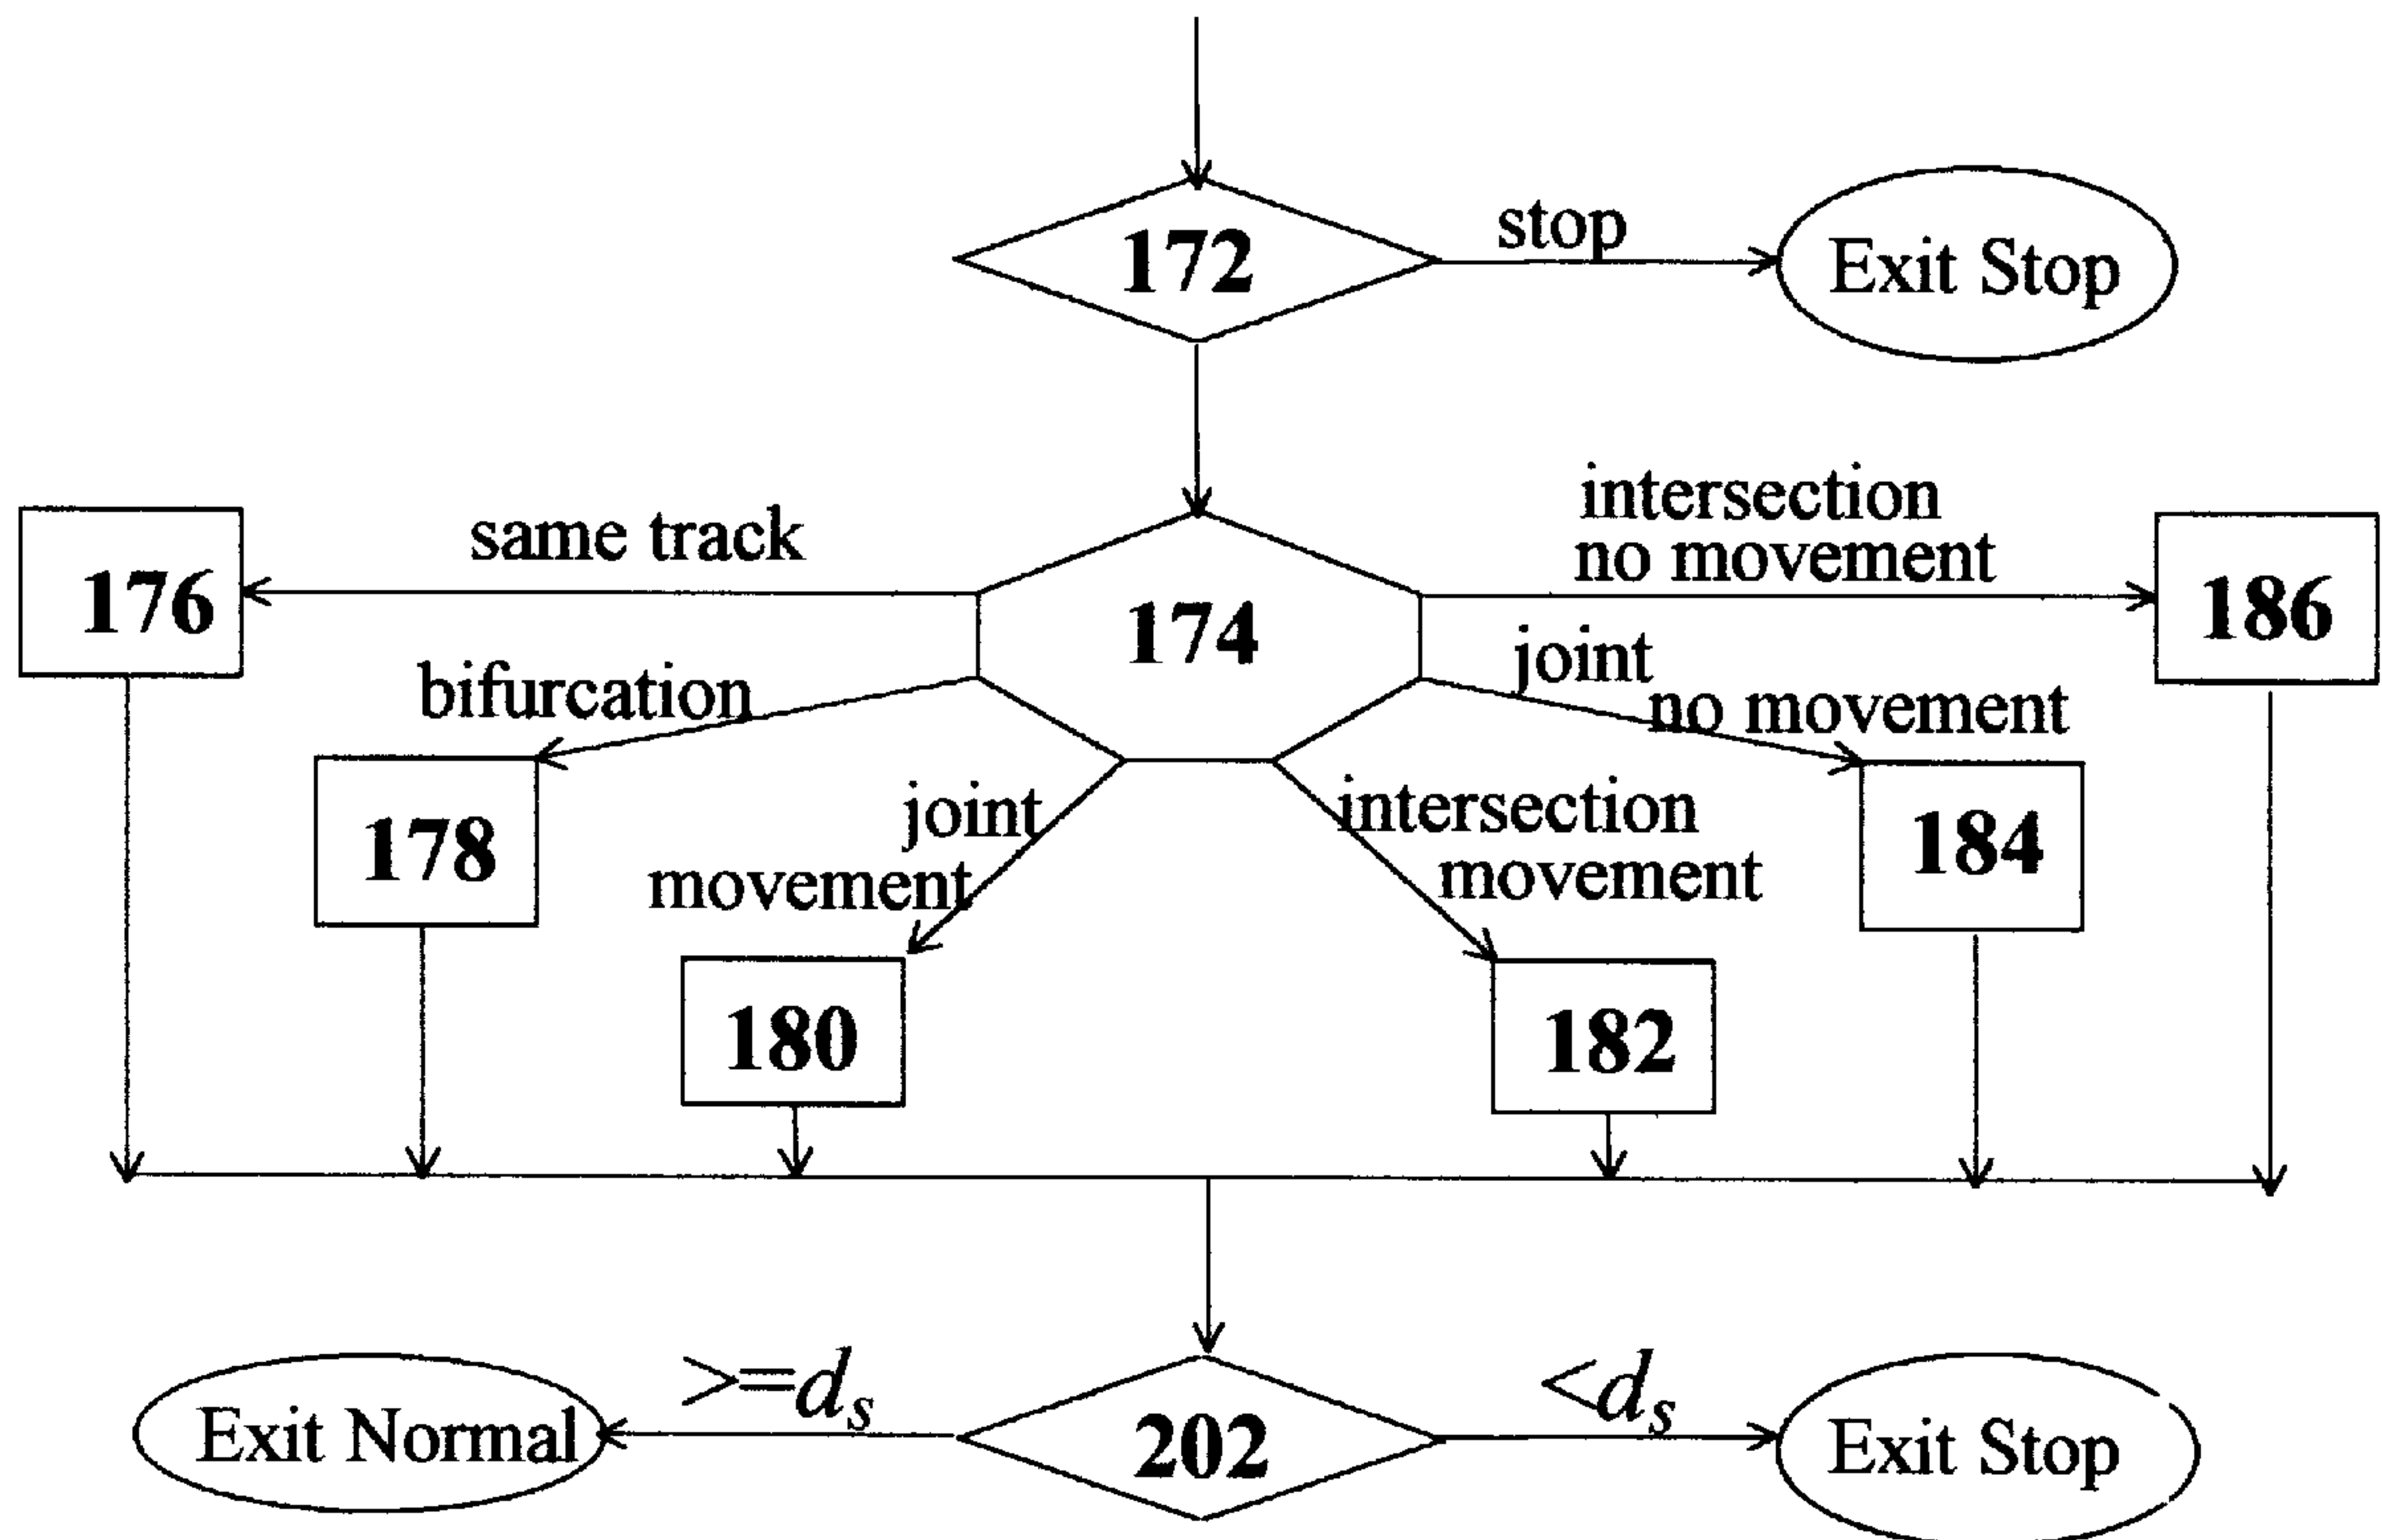 stop
172
Exit Stop
intersection
same track
no movement
176
174
186
joint
bifurcation
no movement
joint
intersection
178
184
movement
movement
180
182
>=dₛ
<dₛ
Exit Normal
202
Exit Stop